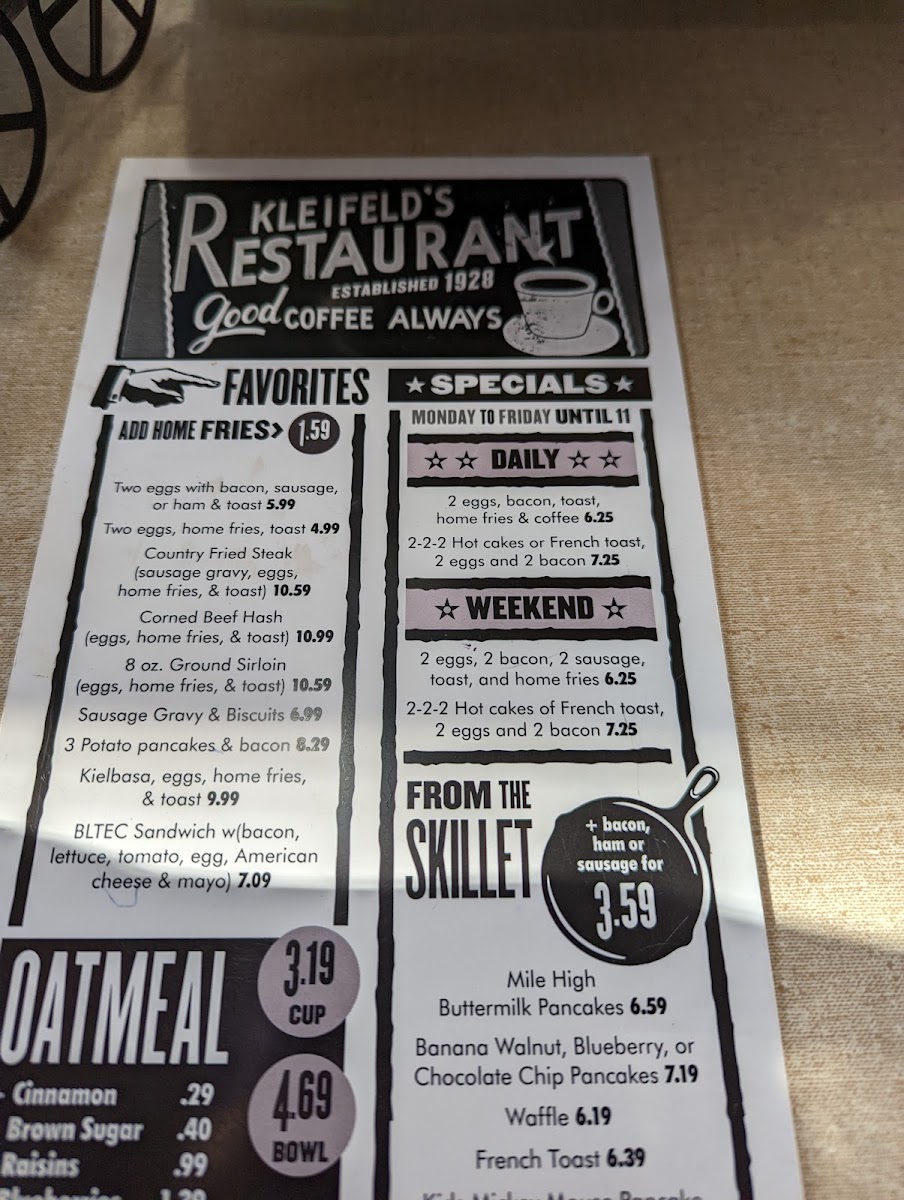 KLEIFELD'S
RESTAURANT
ESTABLISHED 1928
Good COFFEE ALWAYS
FAVORITES
ADD HOME FRIES> 1.59
Two eggs with bacon, sausage,
or ham & toast 5.99
Two eggs, home fries, toast 4.99
Country Fried Steak
(sausage gravy, eggs,
home fries, & toast) 10.59
Corned Beef Hash
(eggs, home fries, & toast) 10.99
8 oz. Ground Sirloin
(eggs, home fries, & toast) 10.59
Sausage Gravy & Biscuits 6.99
3 Potato pancakes & bacon 8.29
Kielbasa, eggs, home fries,
& toast 9.99
BLTEC Sandwich w(bacon,
lettuce, tomato, egg, American
cheese & mayo) 7.09
OATMEAL
3.19
CUP
4.69
BOWL
Cinnamon .29
Brown Sugar .40
Raisins .99
Blueberries 1.29
SPECIALS
MONDAY TO FRIDAY UNTIL 11
DAILY
2 eggs, bacon, toast,
home fries & coffee 6.25
2-2-2 Hot cakes or French toast,
2 eggs and 2 bacon 7.25
WEEKEND
2 eggs, 2 bacon, 2 sausage,
toast, and home fries 6.25
2-2-2 Hot cakes of French toast,
2 eggs and 2 bacon 7.25
FROM THE
SKILLET
+ bacon,
ham or
sausage for
3.59
Mile High
Buttermilk Pancakes 6.59
Banana Walnut, Blueberry, or
Chocolate Chip Pancakes 7.19
Waffle 6.19
French Toast 6.39
Kids Mickey Mouse Pancake